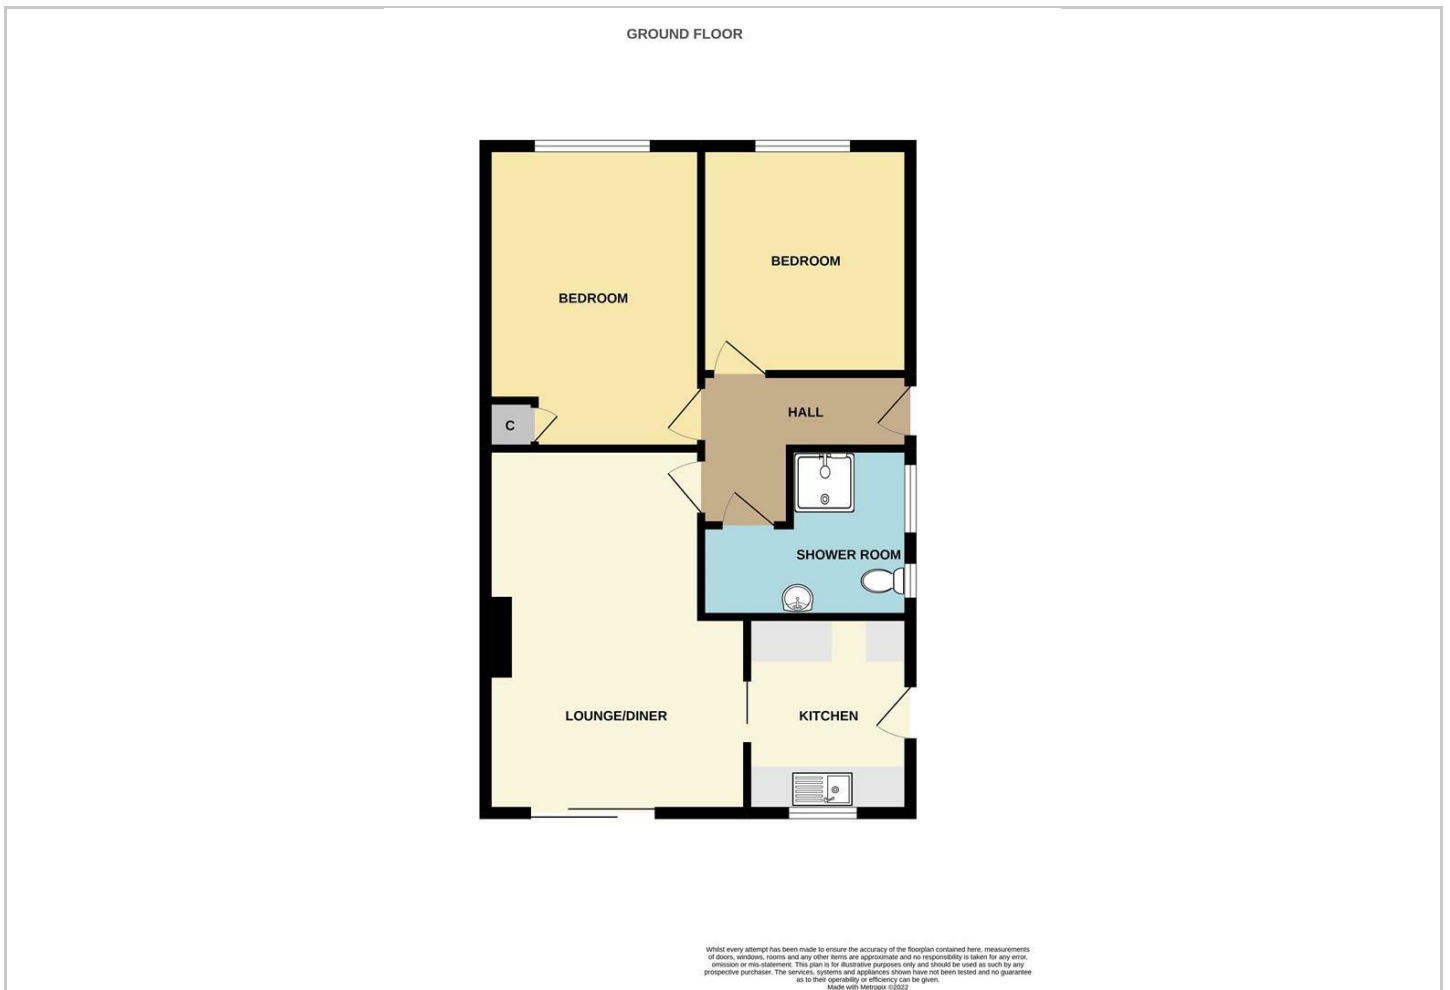 GROUND FLOOR
BEDROOM
BEDROOM
HALL
C
SHOWER ROOM
LOUNGE/DINER
KITCHEN
Whilst every attempt has been made to ensure the accuracy of the floorplan contained here, measurements
of doors, windows, rooms and any other items are approximate and no responsibility is taken for any error,
omission or mis-statement. This plan is for illustrative purposes only and should be used as such by any
prospective purchaser. The services, systems and appliances shown have not been tested and no guarantee
as to their operability or efficiency can be given.
Made with Metropix ©2022